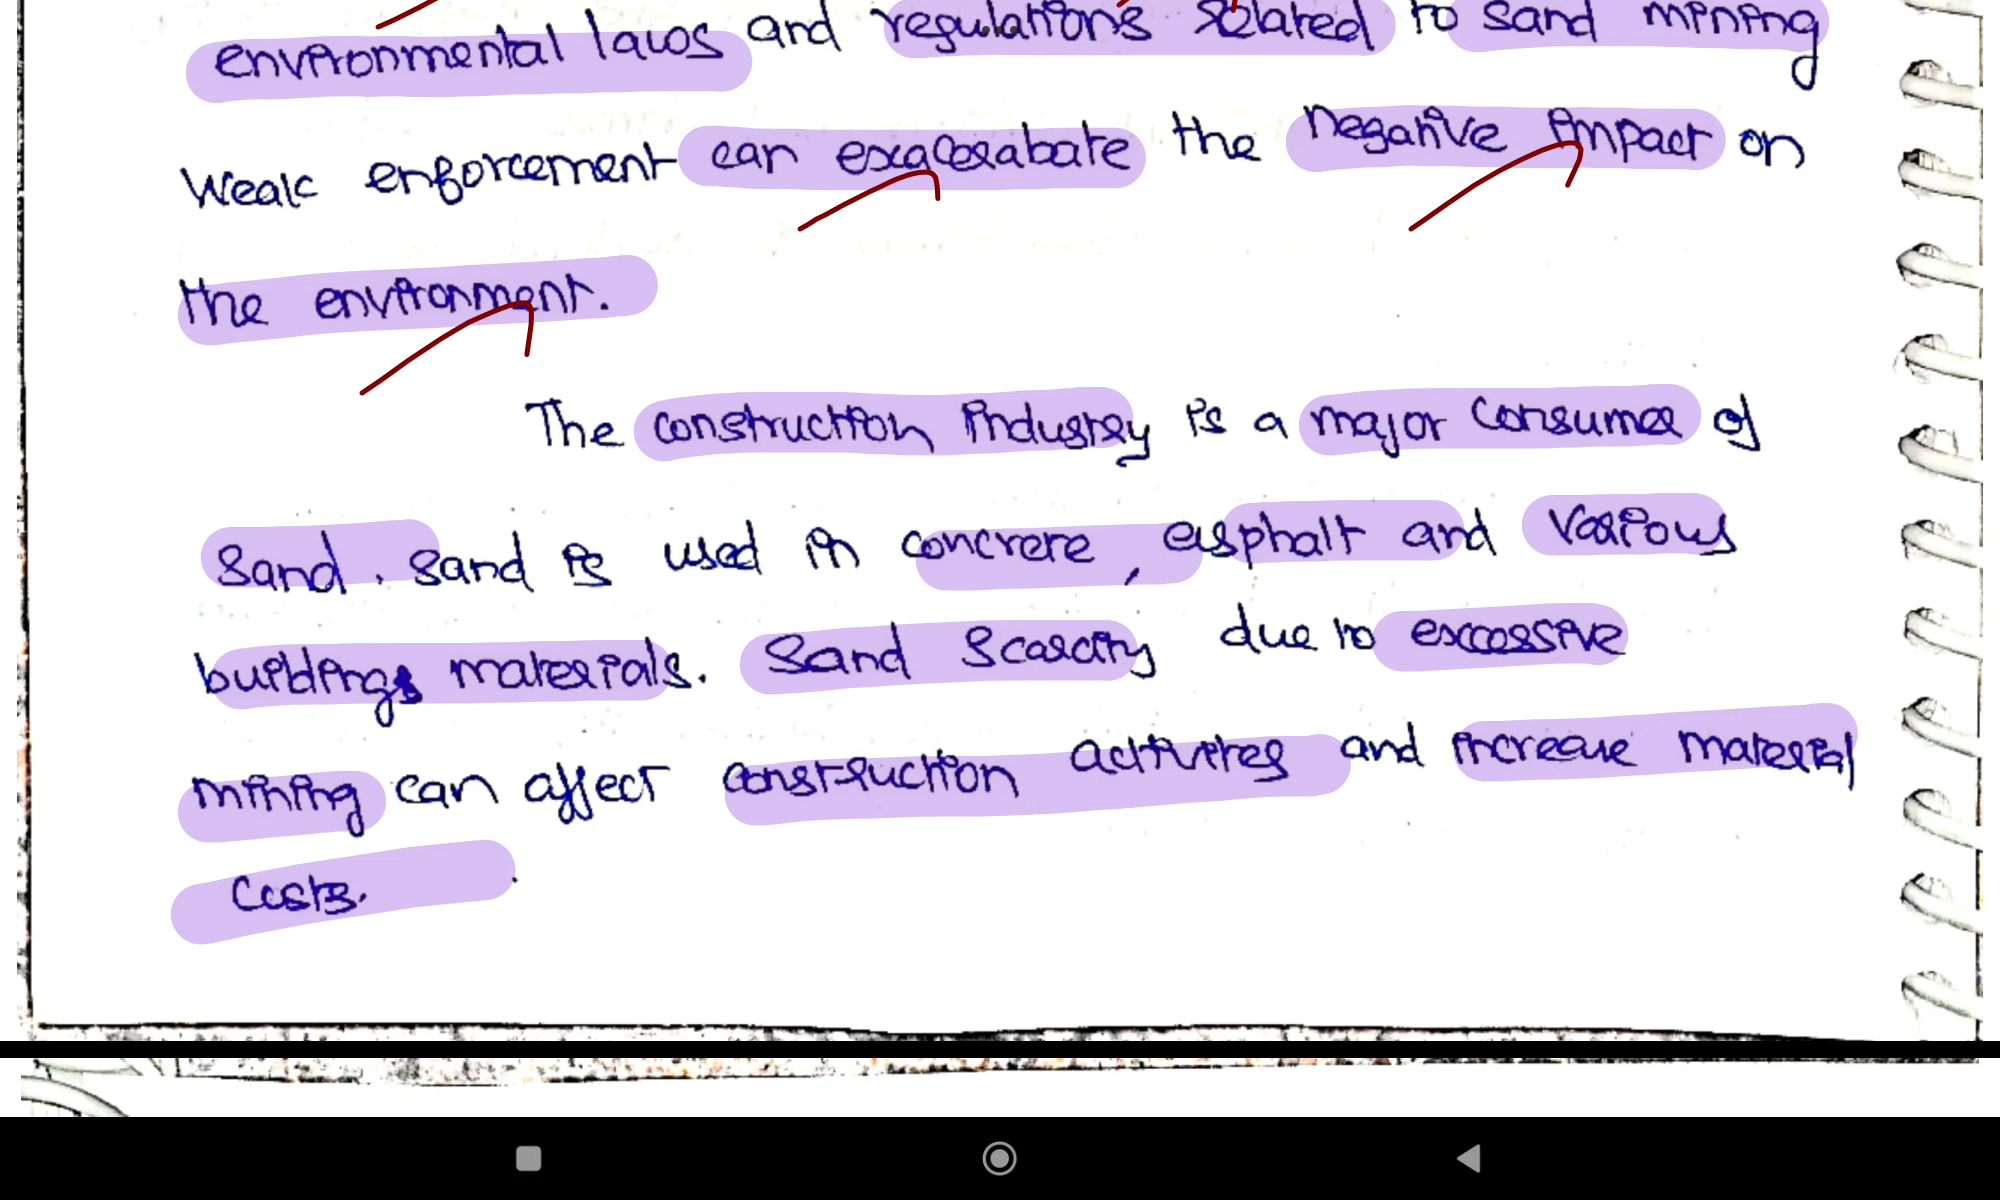 environmental laws and regulations related to sand mining
Weak enforcement can exacerabate the negative impact on
the environment.
The construction industry is a major consumer of
sand. sand is used in concrete, asphalt and various
buildings materials. Sand Scarcity due to excessive
mining can affect construction activities and increase material
Costs.